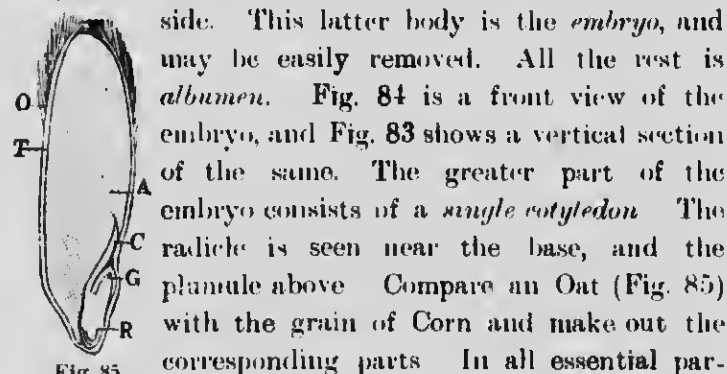 side. This latter body is the embryo, and
may be easily removed. All the rest is
albumen. Fig. 84 is a front view of the
embryo, and Fig. 83 shows a vertical section
of the same. The greater part of the
embryo consists of a single cotyledon The
radicle is seen near the base, and the
plumule above Compare an Oat (Fig. 85)
with the grain of Corn and make out the
corresponding parts In all essential par-
O
T
A
C
G
R
Fig. 85